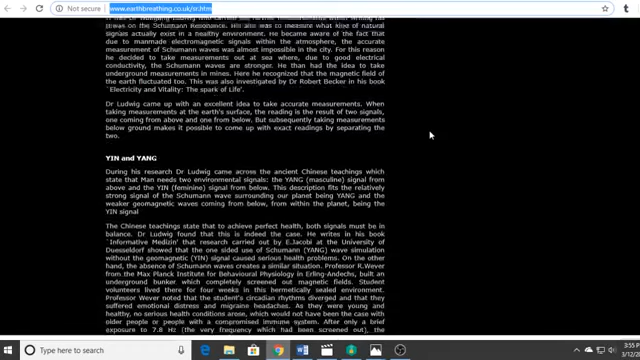 Not secure | www.earthbreathing.co.uk/sr.htm
thesis on the Schumann Resonance. His aim also was to measure what kind of natural
signals actually exist in a healthy environment. He became aware of the fact that
due to manmade electromagnetic signals within the atmosphere, the accurate
measurement of Schumann waves was almost impossible in the city. For this reason
he decided to take measurements out at sea where, due to good electrical
conductivity, the Schumann waves are stronger. He than had the idea to take
underground measurements in mines. Here he recognized that the magnetic field of
the earth fluctuated too. This was also investigated by Dr Robert Becker in his book
`Electricity and Vitality: The spark of Life'.
Dr Ludwig came up with an excellent idea to take accurate measurements. When
taking measurements at the earth's surface, the reading is the result of two signals,
one coming from above and one from below. But subsequently taking measurements
below ground makes it possible to come up with exact readings by separating the
two.
YIN and YANG
During his research Dr Ludwig came across the ancient Chinese teachings which
state that Man needs two environmental signals: the YANG (masculine) signal from
above and the YIN (feminine) signal from below. This description fits the relatively
strong signal of the Schumann wave surrounding our planet being YANG and the
weaker geomagnetic waves coming from below, from within the planet, being the
YIN signal
The Chinese teachings state that to achieve perfect health, both signals must be
in balance. Dr Ludwig found that this is indeed the case. He writes in his book
`Informative Medizin' that research carried out by E.Jacobi at the University of
Duesseldorf showed that the one sided use of Schumann (YANG) wave simulation
without the geomagnetic (YIN) signal caused serious health problems. On the other
hand, the absence of Schumann waves creates a similar situation. Professor R.Wever
from the Max Planck Institute for Behavioural Physiology in Erling-Andechs, built an
underground bunker which completely screened out magnetic fields. Student
volunteers lived there for four weeks in this hermetically sealed environment.
Professor Wever noted that the student's circadian rhythms diverged and that they
suffered emotional distress and migraine headaches. As they were young and
healthy, no serious health conditions arose, which would not have been the case with
older people or people with a compromised immune system. After only a brief
exposure to 7.8 Hz (the very frequency which had been screened out), the
Type here to search
3:55 P
3/12/20